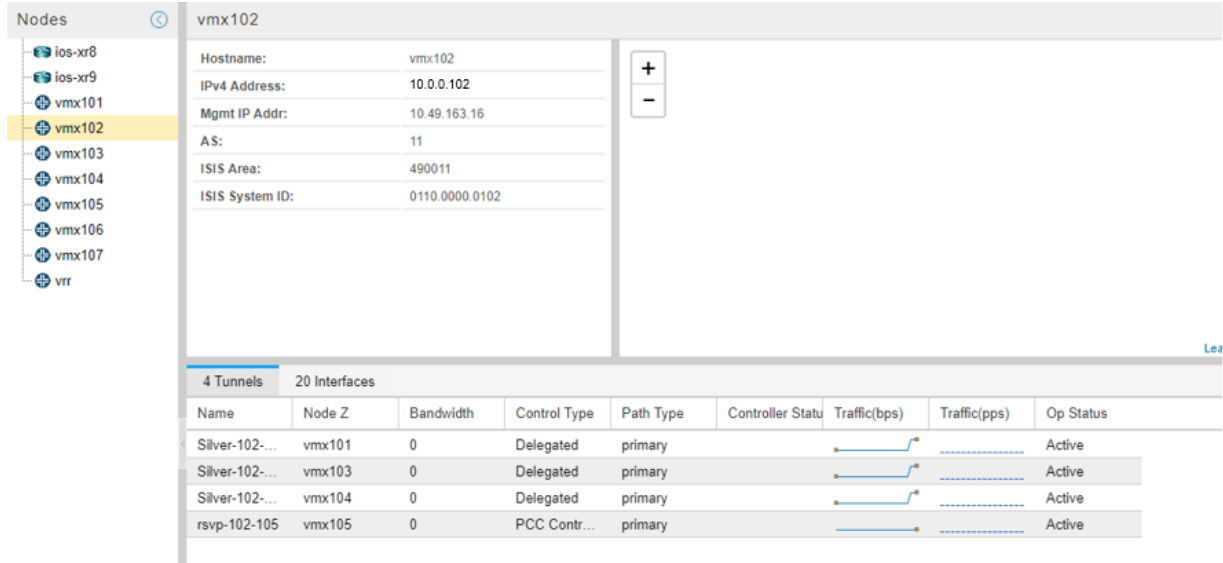 Nodes
ios-xr8
ios-xr9
vmx101
vmx102
vmx103
vmx104
vmx105
vmx106
vmx107
vrr
vmx102
Hostname: vmx102
IPv4 Address: 10.0.0.102
Mgmt IP Addr: 10.49.163.16
AS: 11
ISIS Area: 490011
ISIS System ID: 0110.0000.0102
+
−
Lea
4 Tunnels 20 Interfaces
Name Node Z Bandwidth Control Type Path Type Controller Statu Traffic(bps) Traffic(pps) Op Status
Silver-102-... vmx101 0 Delegated primary Active
Silver-102-... vmx103 0 Delegated primary Active
Silver-102-... vmx104 0 Delegated primary Active
rsvp-102-105 vmx105 0 PCC Contr... primary Active